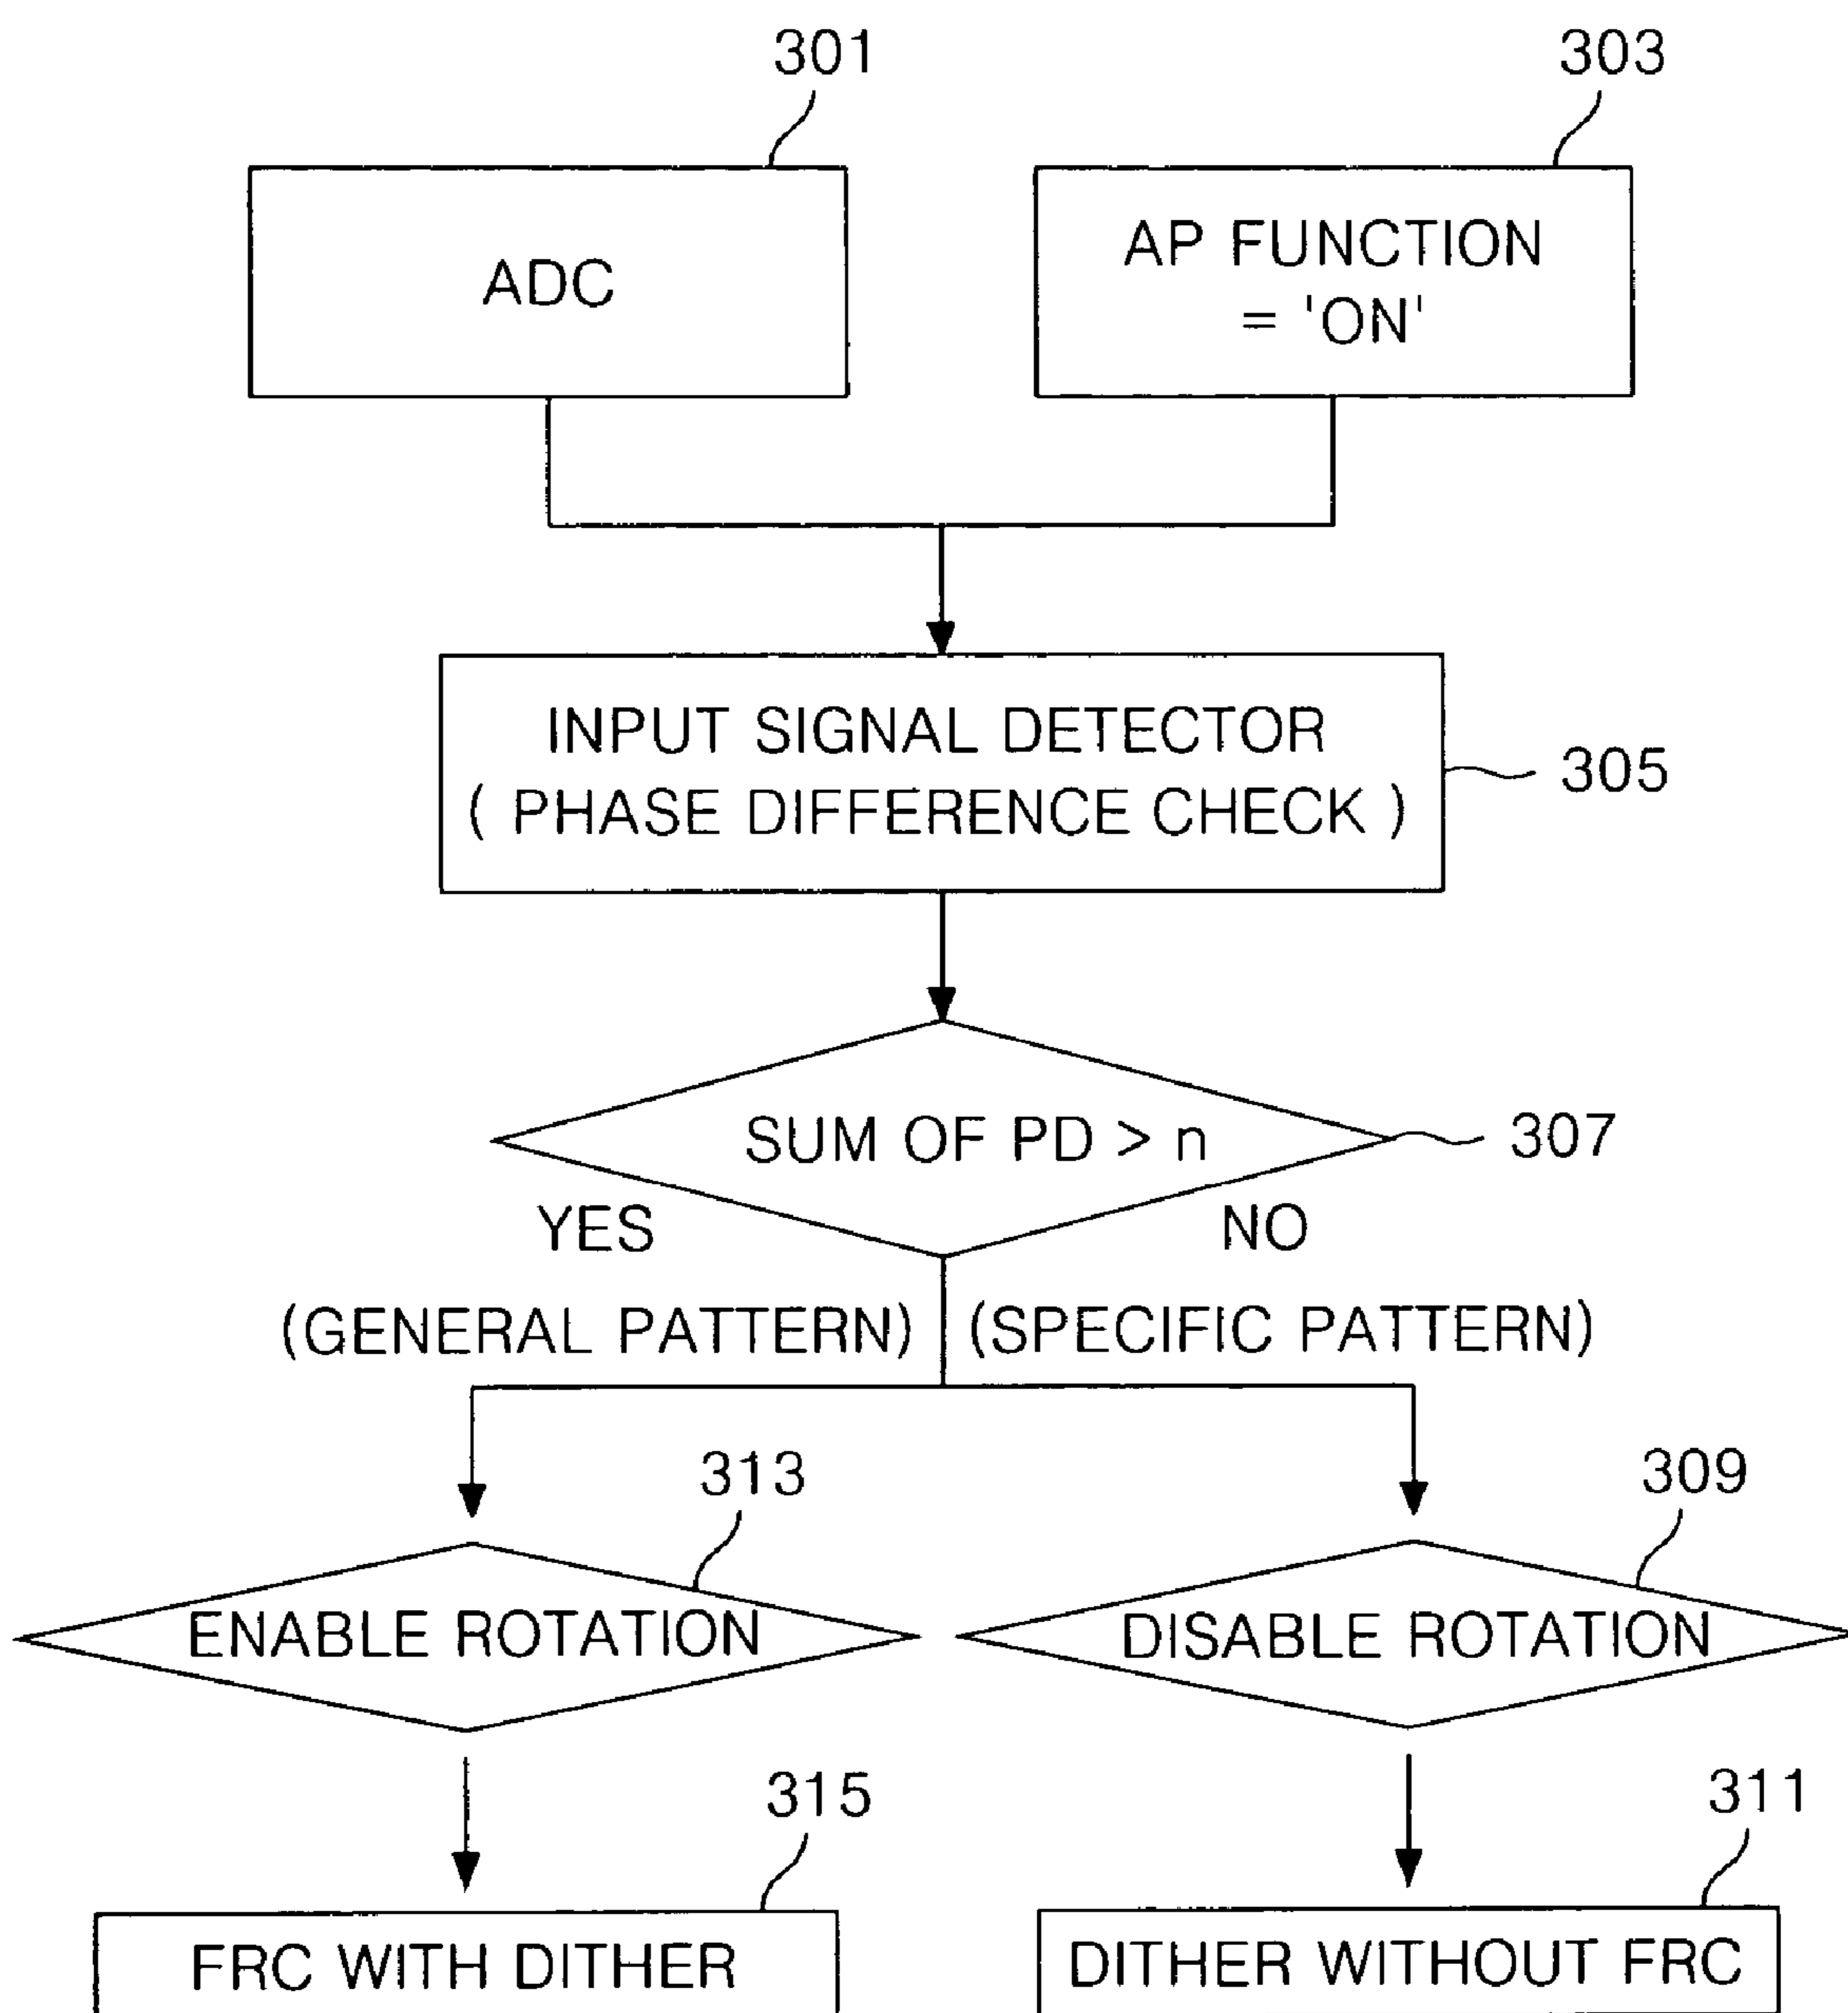 301
303
ADC
AP FUNCTION
= 'ON'
INPUT SIGNAL DETECTOR
( PHASE DIFFERENCE CHECK )
305
SUM OF PD > n
307
YES
NO
(GENERAL PATTERN)
(SPECIFIC PATTERN)
313
309
ENABLE ROTATION
DISABLE ROTATION
315
311
FRC WITH DITHER
DITHER WITHOUT FRC